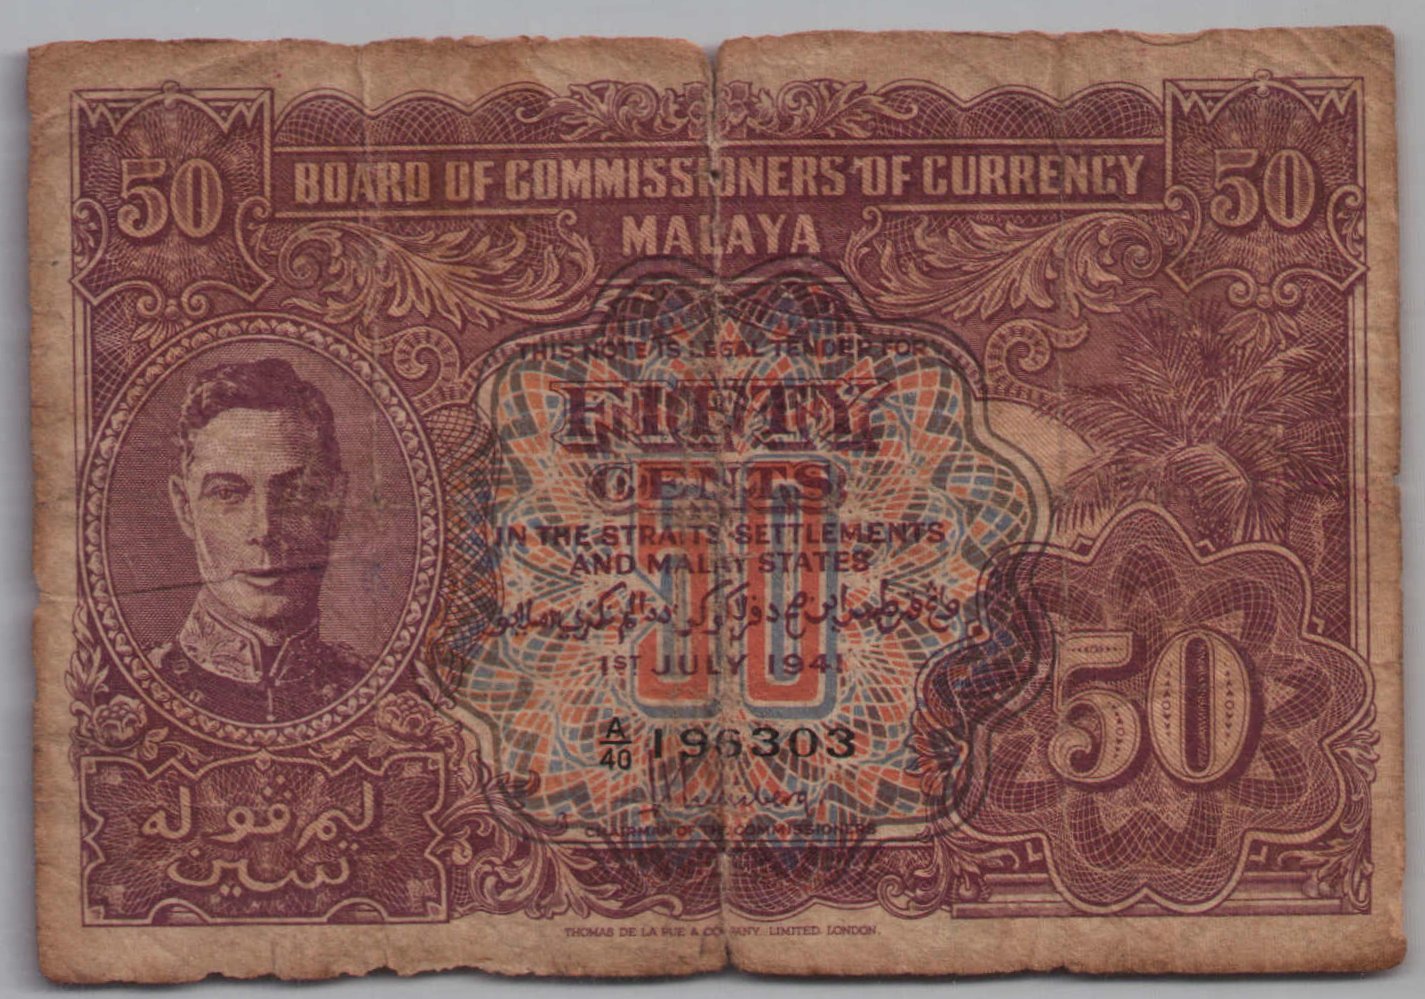 50 BOARD OF COMMISSIONERS OF CURRENCY 50
MALAYA
THIS NOTE IS LEGAL TENDER FOR
FIFTY
CENTS
50
IN THE STRAITS SETTLEMENTS
AND MALAY STATES
1ST JULY 1941
A/40 196303
50
CHAIRMAN OF THE COMMISSIONERS
ليم ڤوله
سين
THOMAS DE LA RUE & COMPANY, LIMITED, LONDON.